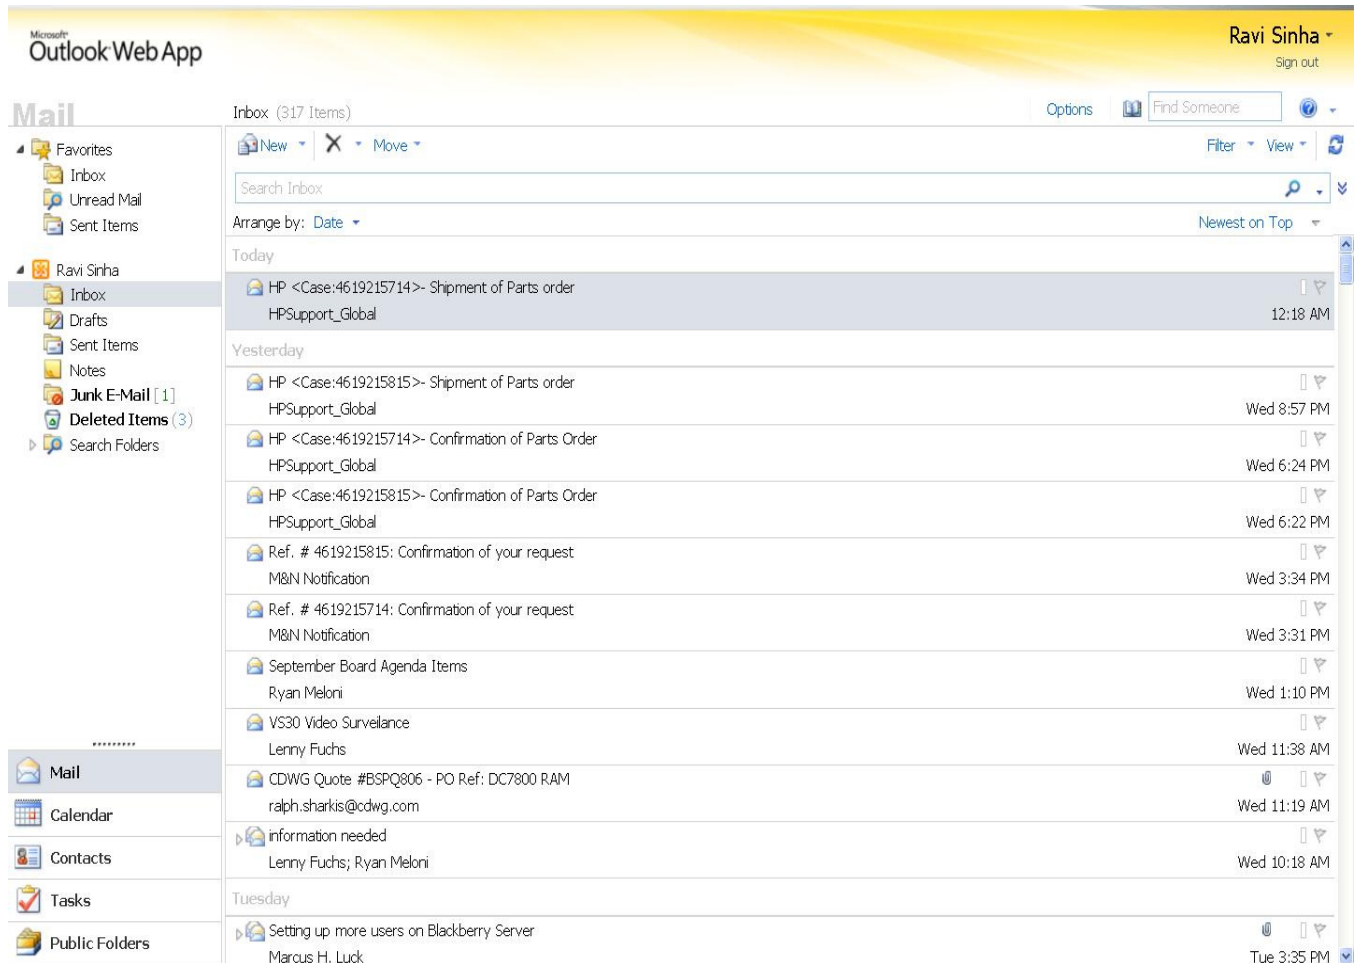 Microsoft
Outlook Web App
Ravi Sinha
Sign out
Mail
Inbox (317 Items)
Options
Find Someone
Favorites
Inbox
Unread Mail
Sent Items
Ravi Sinha
Inbox
Drafts
Sent Items
Notes
Junk E-Mail [1]
Deleted Items (3)
Search Folders
Mail
Calendar
Contacts
Tasks
Public Folders
New Move Filter View
Search Inbox
Arrange by: Date Newest on Top
Today
HP <Case:4619215714>- Shipment of Parts order
HPSupport_Global 12:18 AM
Yesterday
HP <Case:4619215815>- Shipment of Parts order
HPSupport_Global Wed 8:57 PM
HP <Case:4619215714>- Confirmation of Parts Order
HPSupport_Global Wed 6:24 PM
HP <Case:4619215815>- Confirmation of Parts Order
HPSupport_Global Wed 6:22 PM
Ref. # 4619215815: Confirmation of your request
M&N Notification Wed 3:34 PM
Ref. # 4619215714: Confirmation of your request
M&N Notification Wed 3:31 PM
September Board Agenda Items
Ryan Meloni Wed 1:10 PM
VS30 Video Surveilance
Lenny Fuchs Wed 11:38 AM
CDWG Quote #BSPQ806 - PO Ref: DC7800 RAM
ralph.sharkis@cdwg.com Wed 11:19 AM
information needed
Lenny Fuchs; Ryan Meloni Wed 10:18 AM
Tuesday
Setting up more users on Blackberry Server
Marcus H. Luck Tue 3:35 PM